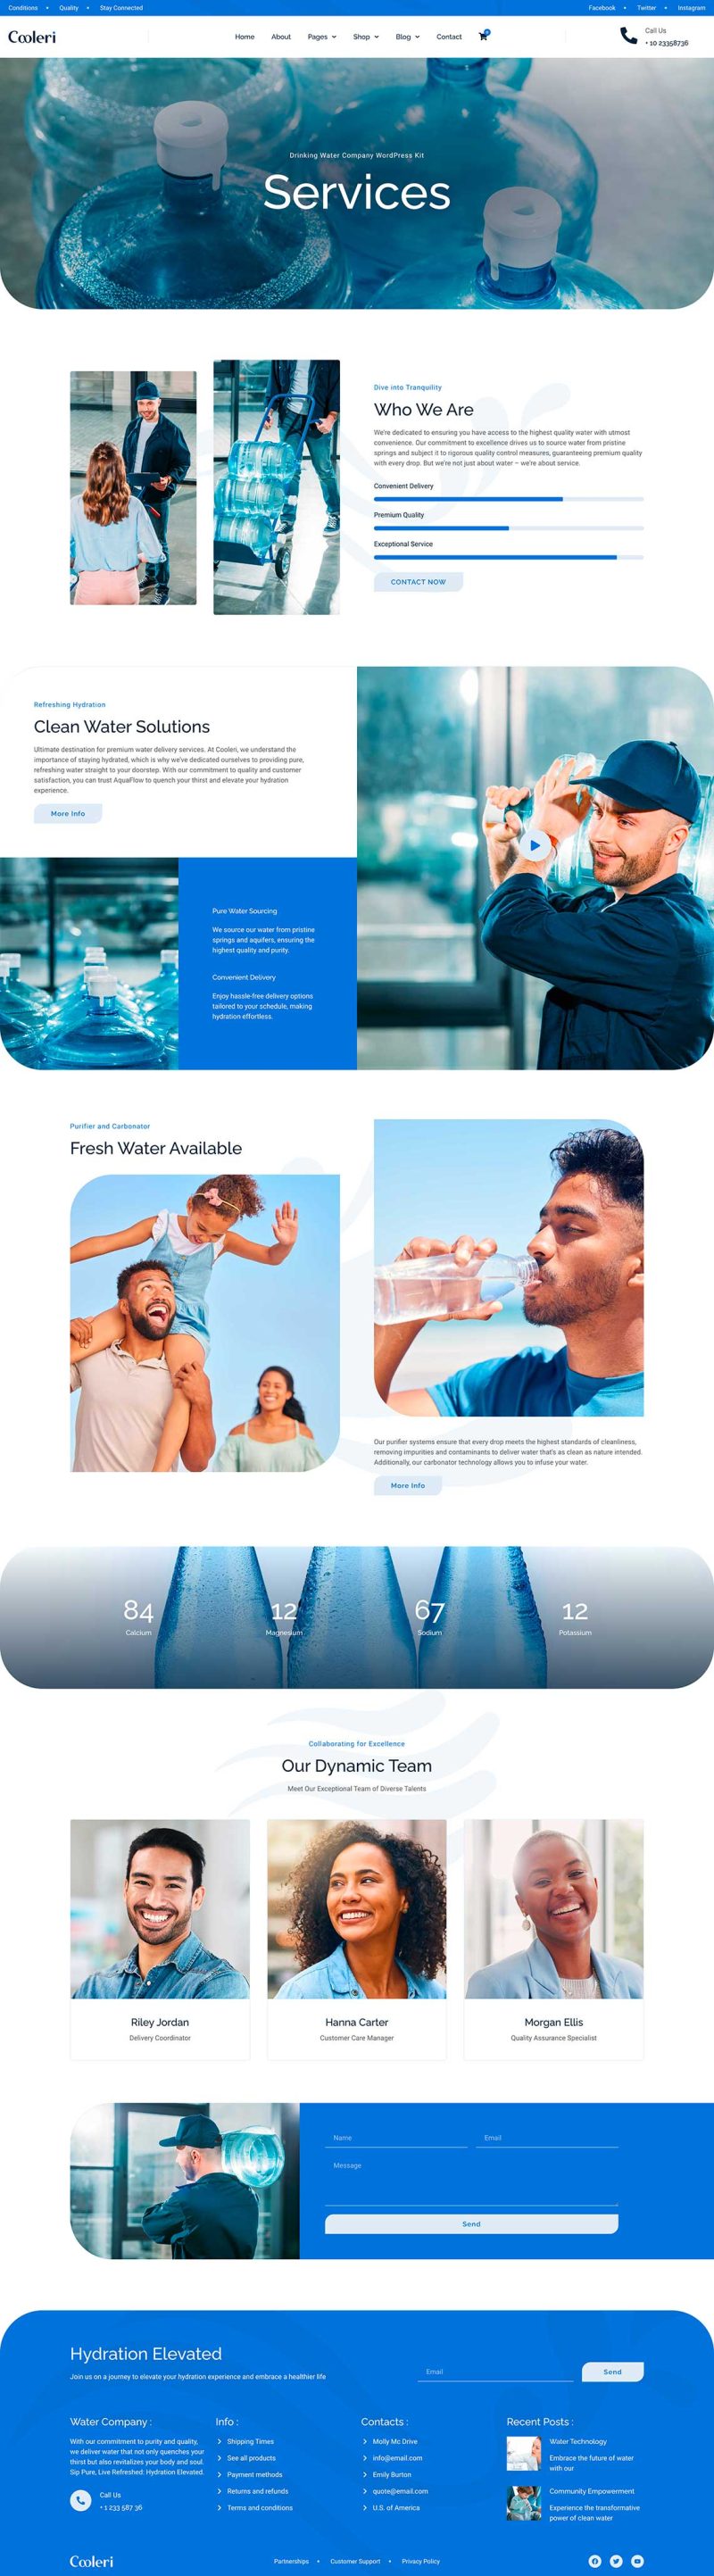 Conditions • Quality • Stay Connected
Facebook • Twitter • Instagram
Cooleri
Home About Pages Shop Blog Contact
Call Us
+ 10 23358736
Drinking Water Company WordPress Kit
Services
Dive into Tranquility
Who We Are
We're dedicated to ensuring you have access to the highest quality water with utmost
convenience. Our commitment to excellence drives us to source water from pristine
springs and subject it to rigorous quality control measures, guaranteeing premium quality
with every drop. But we're not just about water – we're about service.
Convenient Delivery
Premium Quality
Exceptional Service
CONTACT NOW
Refreshing Hydration
Clean Water Solutions
Ultimate destination for premium water delivery services. At Cooleri, we understand the
importance of staying hydrated, which is why we've dedicated ourselves to providing pure,
refreshing water straight to your doorstep. With our commitment to quality and customer
satisfaction, you can trust AquaFlow to quench your thirst and elevate your hydration
experience.
More Info
Pure Water Sourcing
We source our water from pristine
springs and aquifers, ensuring the
highest quality and purity.
Convenient Delivery
Enjoy hassle-free delivery options
tailored to your schedule, making
hydration effortless.
Purifier and Carbonator
Fresh Water Available
Our purifier systems ensure that every drop meets the highest standards of cleanliness,
removing impurities and contaminants to deliver water that's as clean as nature intended.
Additionally, our carbonator technology allows you to infuse your water.
More Info
84 12 67 12
Calcium Magnesium Sodium Potassium
Collaborating for Excellence
Our Dynamic Team
Meet Our Exceptional Team of Diverse Talents
Riley Jordan
Delivery Coordinator
Hanna Carter
Customer Care Manager
Morgan Ellis
Quality Assurance Specialist
Name Email
Message
Send
Hydration Elevated
Join us on a journey to elevate your hydration experience and embrace a healthier life
Email Send
Water Company :
With our commitment to purity and quality,
we deliver water that not only quenches your
thirst but also revitalizes your body and soul.
Sip Pure, Live Refreshed: Hydration Elevated.
Call Us
+ 1 233 587 36
Info :
Shipping Times
See all products
Payment methods
Returns and refunds
Terms and conditions
Contacts :
Molly Mc Drive
info@email.com
Emily Burton
quote@email.com
U.S. of America
Recent Posts :
Water Technology
Embrace the future of water
with our
Community Empowerment
Experience the transformative
power of clean water
Cooleri
Partnerships • Customer Support • Privacy Policy